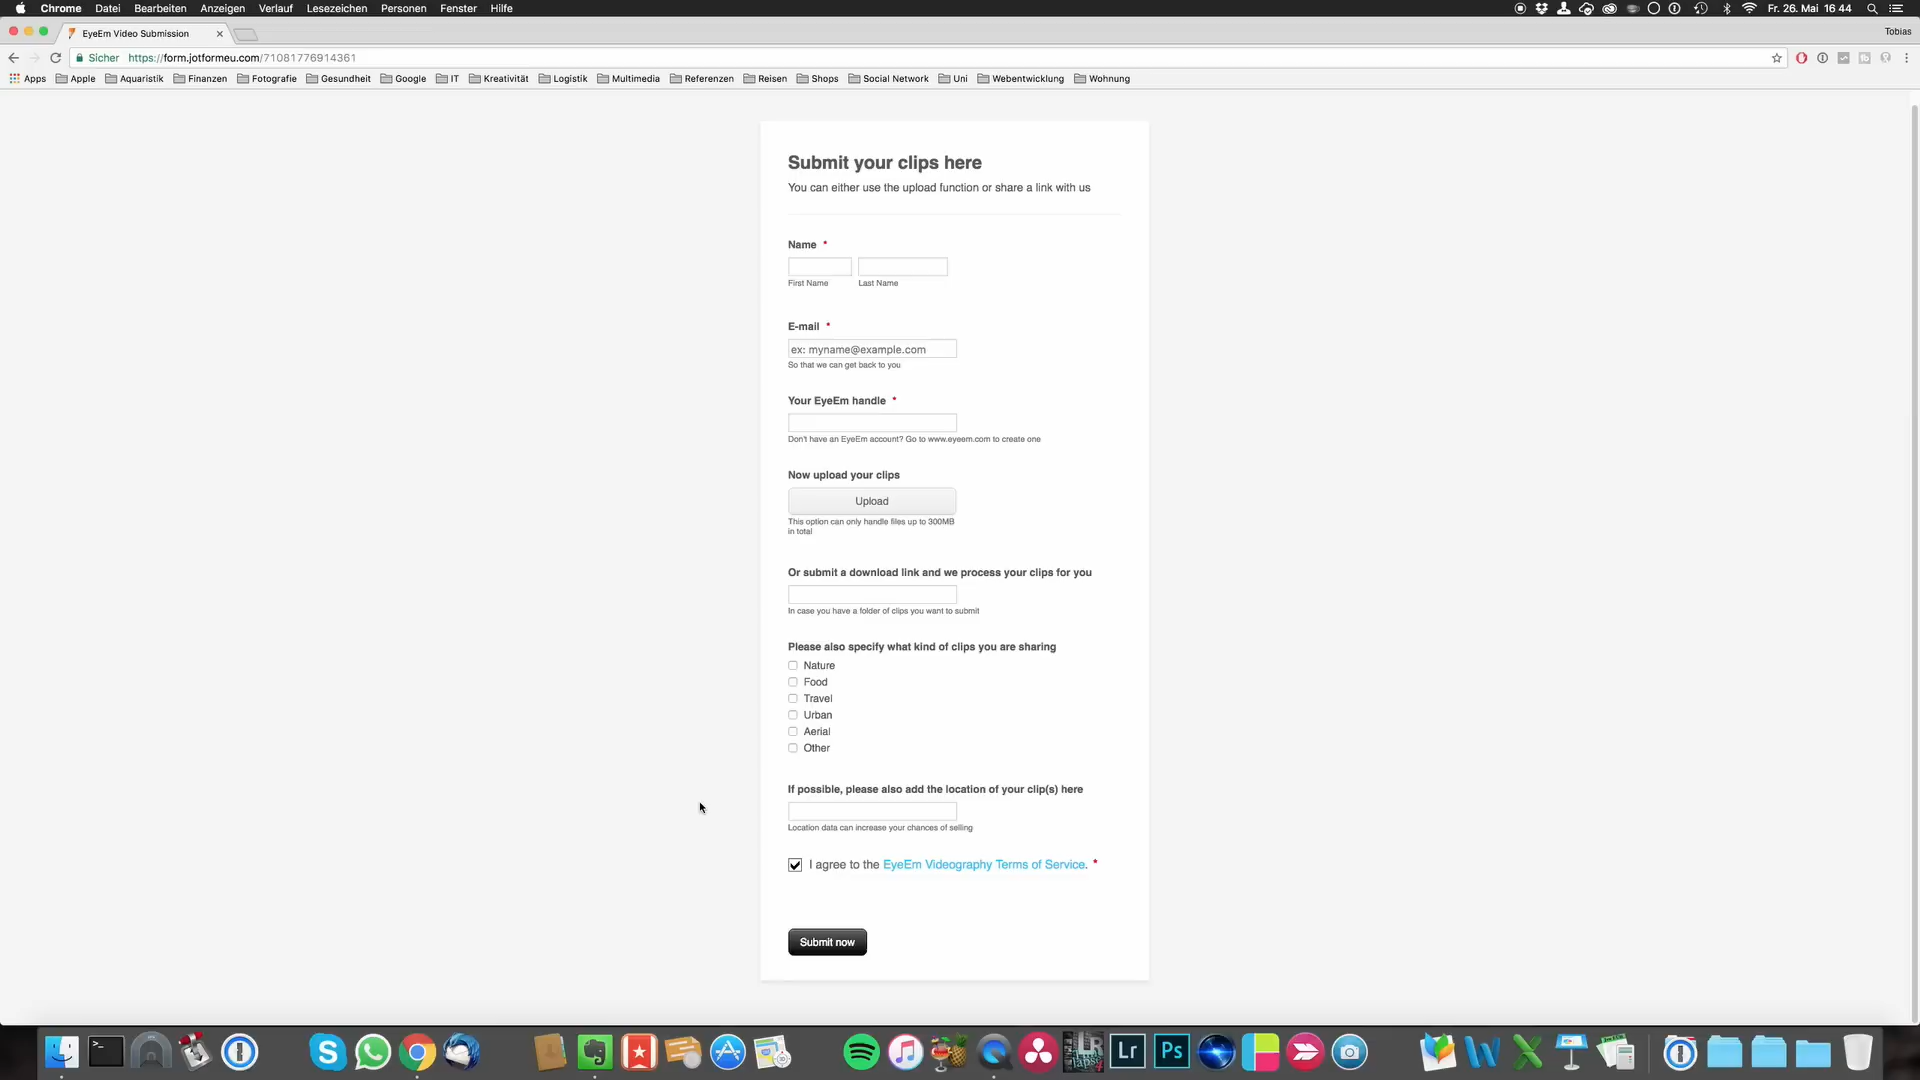 Chrome Datei Bearbeiten Anzeigen Verlauf Lesezeichen Personen Fenster Hilfe
Fr. 26. Mai 16 44
EyeEm Video Submission
Tobias
Sicher https://form.jotformeu.com/71081776914361
Apps Apple Aquaristik Finanzen Fotografie Gesundheit Google IT Kreativität Logistik Multimedia Referenzen Reisen Shops Social Network Uni Webentwicklung Wohnung
Submit your clips here
You can either use the upload function or share a link with us
Name *
First Name Last Name
E-mail *
ex: myname@example.com
So that we can get back to you
Your EyeEm handle *
Don't have an EyeEm account? Go to www.eyeem.com to create one
Now upload your clips
Upload
This option can only handle files up to 300MB
in total
Or submit a download link and we process your clips for you
In case you have a folder of clips you want to submit
Please also specify what kind of clips you are sharing
Nature
Food
Travel
Urban
Aerial
Other
If possible, please also add the location of your clip(s) here
Location data can increase your chances of selling
I agree to the EyeEm Videography Terms of Service. *
Submit now
Lr
Ps